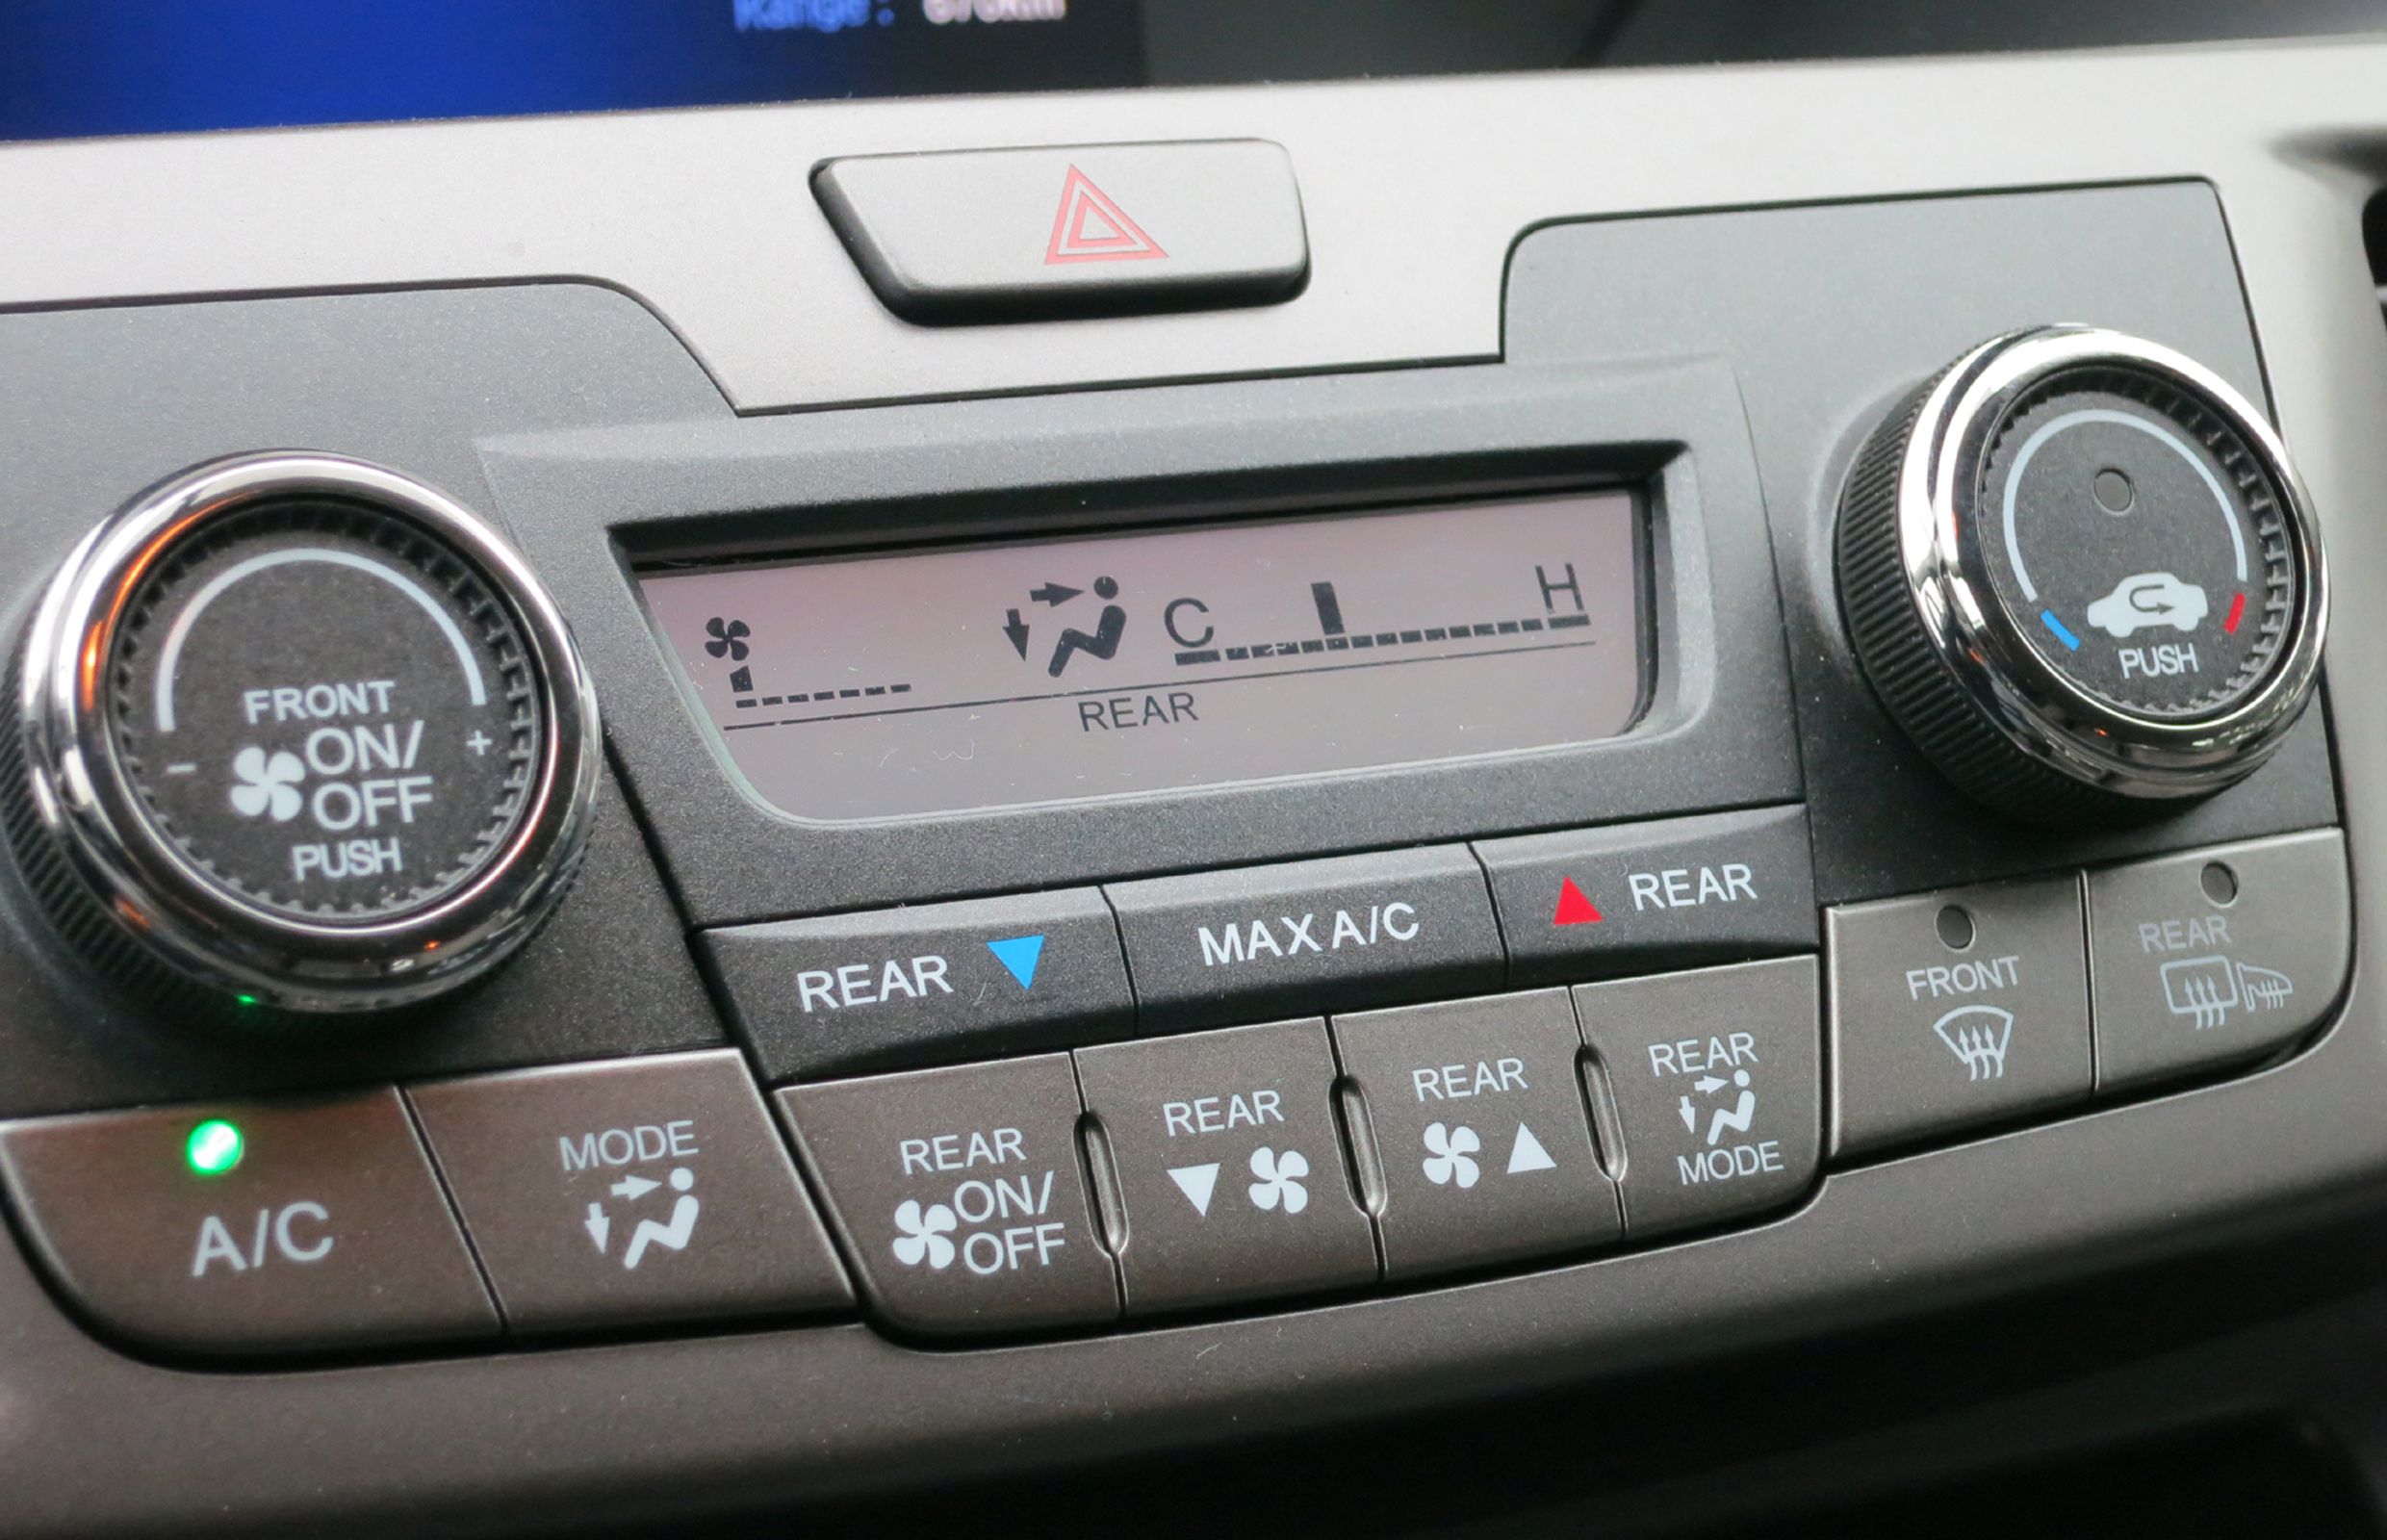 Range:
C H
REAR
FRONT
ON/
OFF
PUSH
- +
PUSH
REAR
MAX A/C
REAR
A/C
MODE
REAR
ON/
OFF
REAR
REAR
REAR
MODE
FRONT
REAR